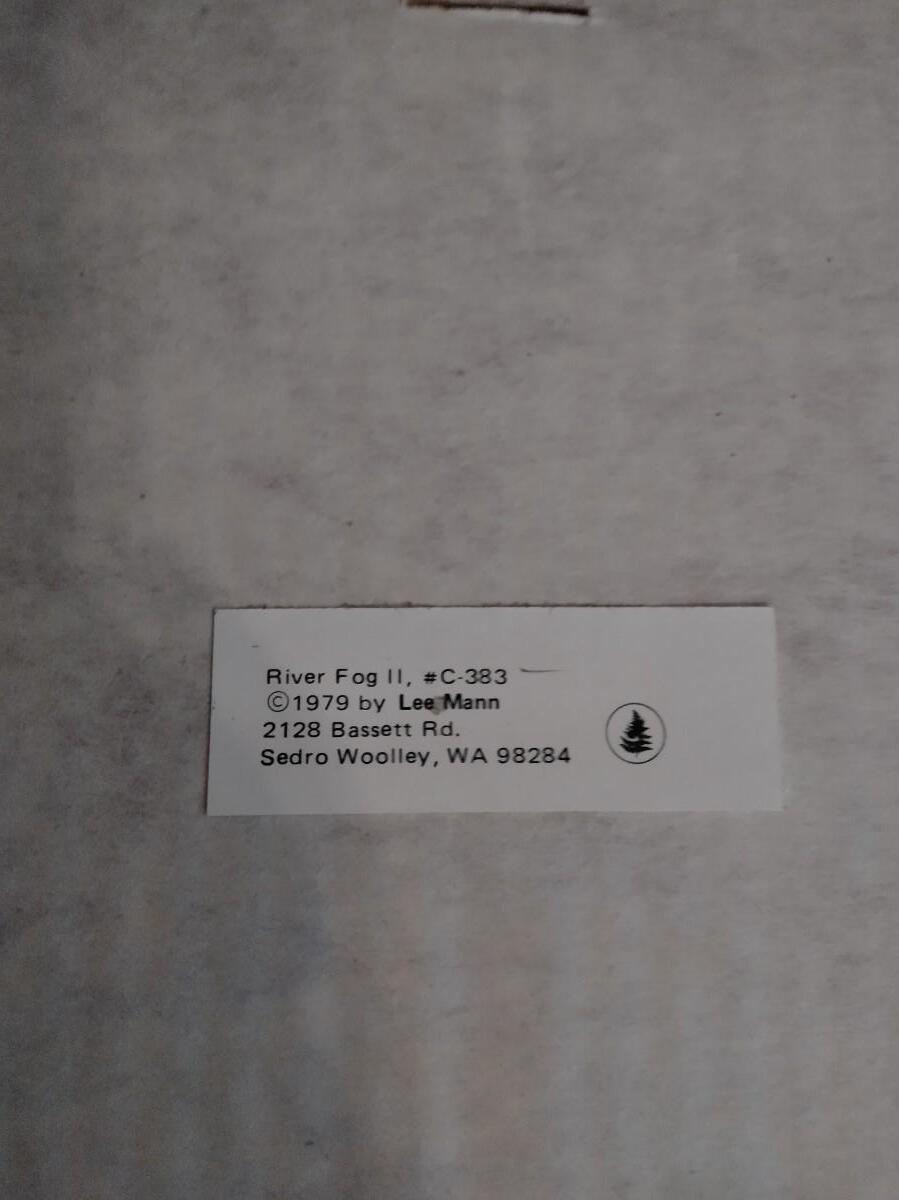 River Fog II, #C-383
©1979 by Lee Mann
2128 Bassett Rd.
Sedro Woolley, WA 98284